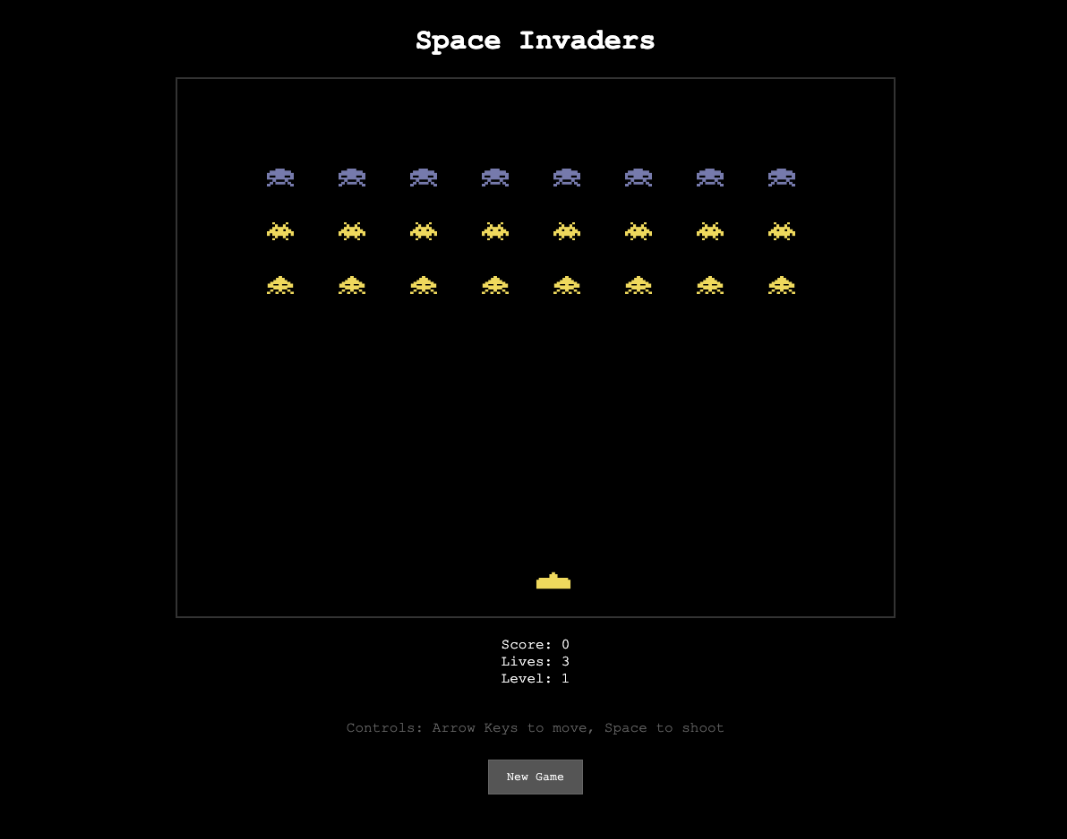 Space Invaders
Score: 0
Lives: 3
Level: 1
Controls: Arrow Keys to move, Space to shoot
New Game